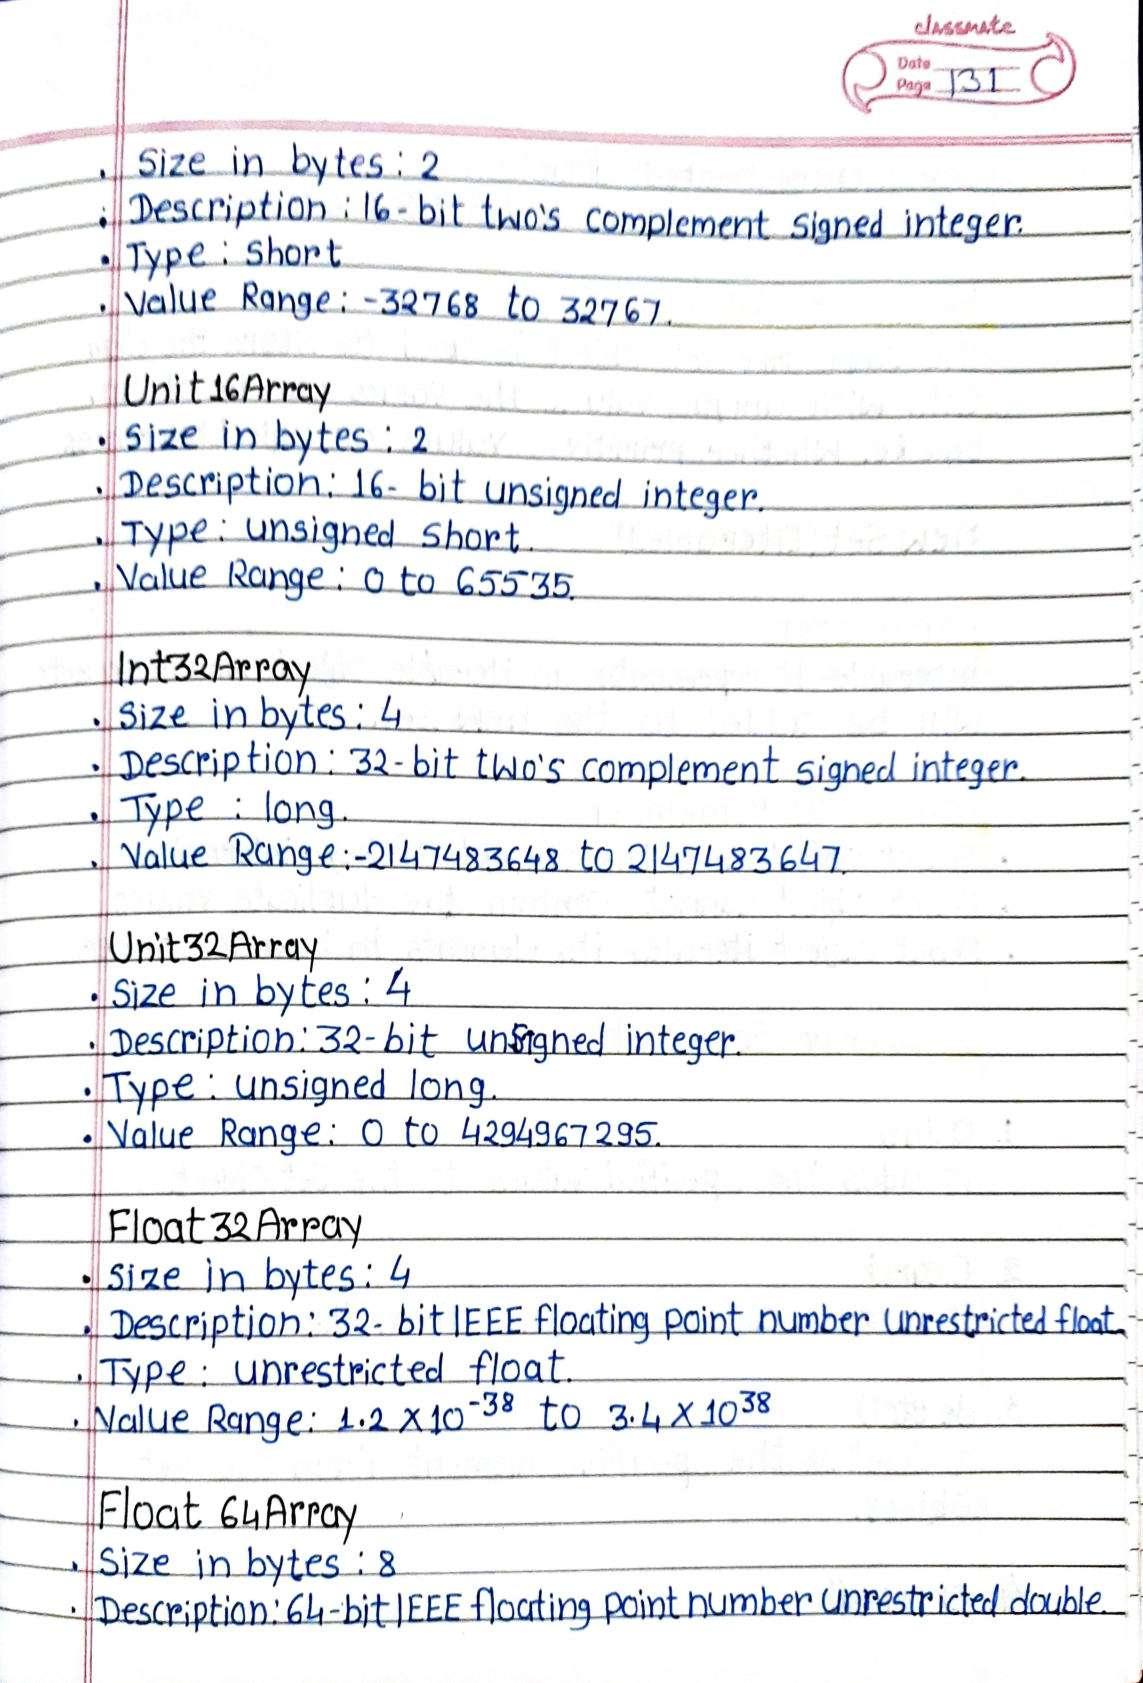 classmate
Date
Page 131
• Size in bytes : 2
• Description : 16-bit two's complement signed integer.
• Type : short
• Value Range : -32768 to 32767.
Unit16Array
• Size in bytes : 2
• Description: 16-bit unsigned integer.
• Type : unsigned short.
• Value Range : 0 to 65535.
Int32Array
• Size in bytes : 4
• Description : 32-bit two's complement signed integer.
• Type : long.
• Value Range :-2147483648 to 2147483647.
Unit32Array
• Size in bytes : 4
• Description: 32-bit unsigned integer.
• Type : unsigned long.
• Value Range: 0 to 4294967295.
Float32Array
• Size in bytes : 4
• Description: 32-bit IEEE floating point number unrestricted float.
• Type : unrestricted float.
• Value Range: 1.2 X 10⁻³⁸ to 3.4 X 10³⁸
Float 64Array
• Size in bytes : 8
• Description: 64-bit IEEE floating point number unrestricted double.